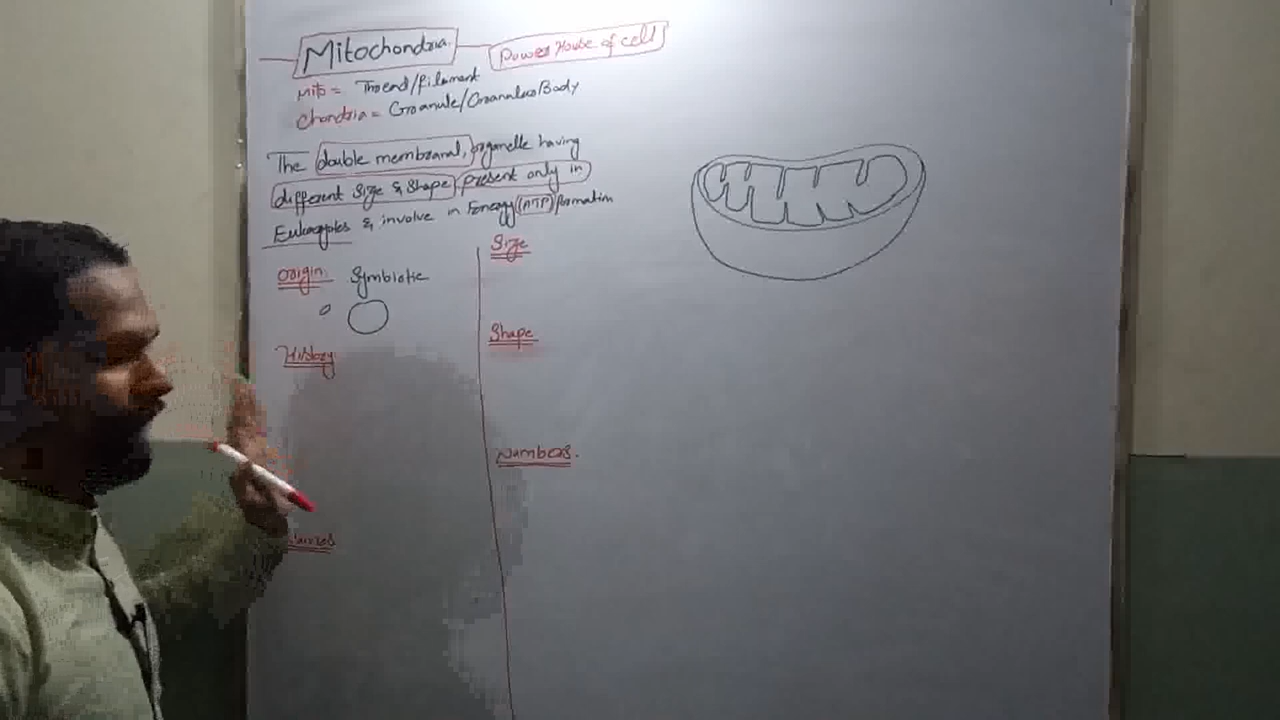 Mitochondria
Power House of cell
Mito = Thread/filament
Chondria = Granule/Granular Body
The double membranal, organelle having
different Size & Shape, present only in
Eukaryotes & involve in Energy (ATP) formation
Origin Symbiotic
History
Size
Shape
Numbers.